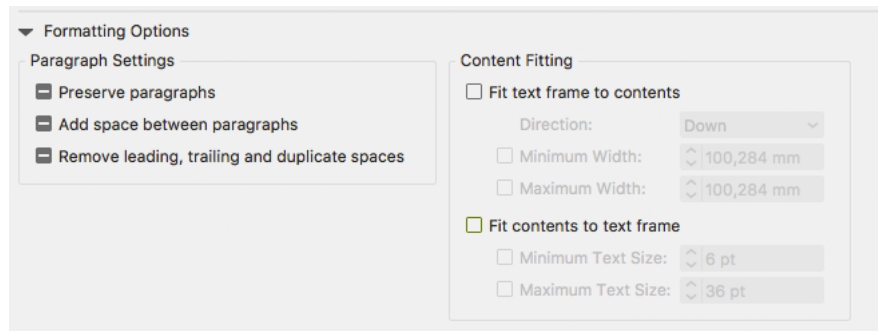 Formatting Options
Paragraph Settings
Preserve paragraphs
Add space between paragraphs
Remove leading, trailing and duplicate spaces
Content Fitting
Fit text frame to contents
Direction: Down
Minimum Width: 100,284 mm
Maximum Width: 100,284 mm
Fit contents to text frame
Minimum Text Size: 6 pt
Maximum Text Size: 36 pt